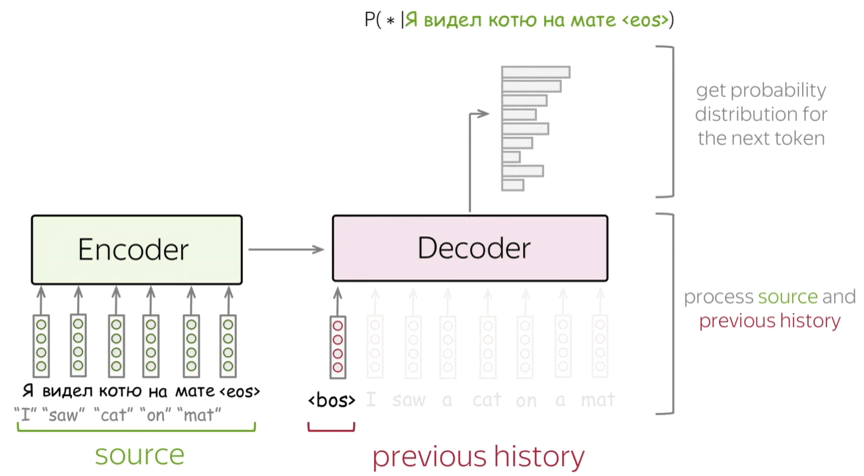 P( * |Я видел котю на мате <eos>)
get probability
distribution for
the next token
Encoder
Decoder
process source and
previous history
Я видел котю на мате <eos>
"I" "saw" "cat" "on" "mat"
<bos> I saw a cat on a mat
source
previous history